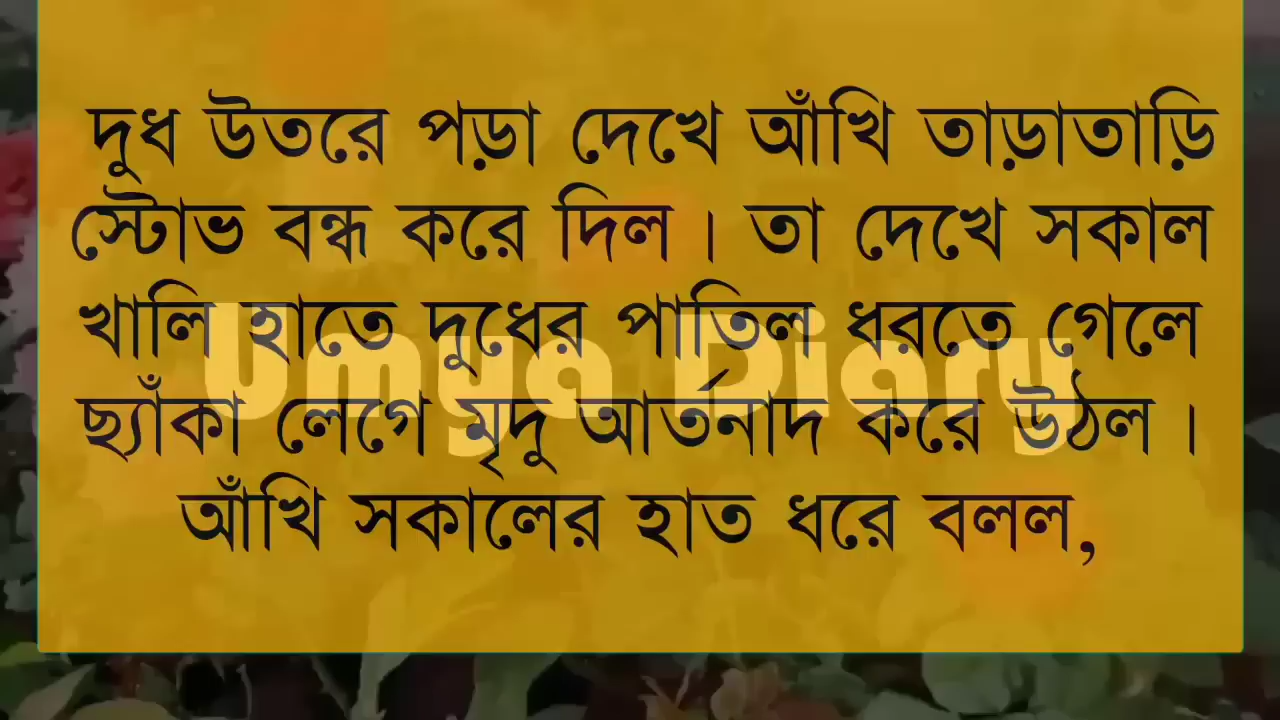 দুধ উতরে পড়া দেখে আঁখি তাড়াতাড়ি
স্টোভ বন্ধ করে দিল । তা দেখে সকাল
খালি হাতে দুধের পাতিল ধরতে গেলে
ছ্যাঁকা লেগে মৃদু আর্তনাদ করে উঠল ।
আঁখি সকালের হাত ধরে বলল,
Umya Diary